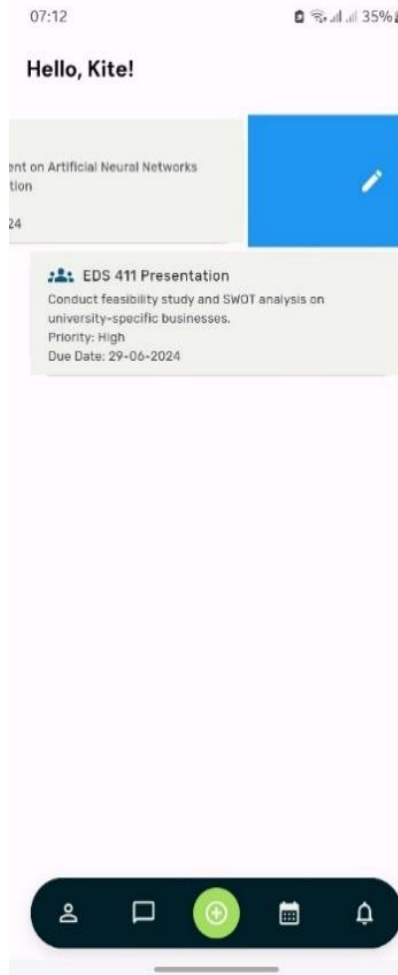 07:12 35%
Hello, Kite!
ent on Artificial Neural Networks
tion
24
EDS 411 Presentation
Conduct feasibility study and SWOT analysis on
university-specific businesses.
Priority: High
Due Date: 29-06-2024